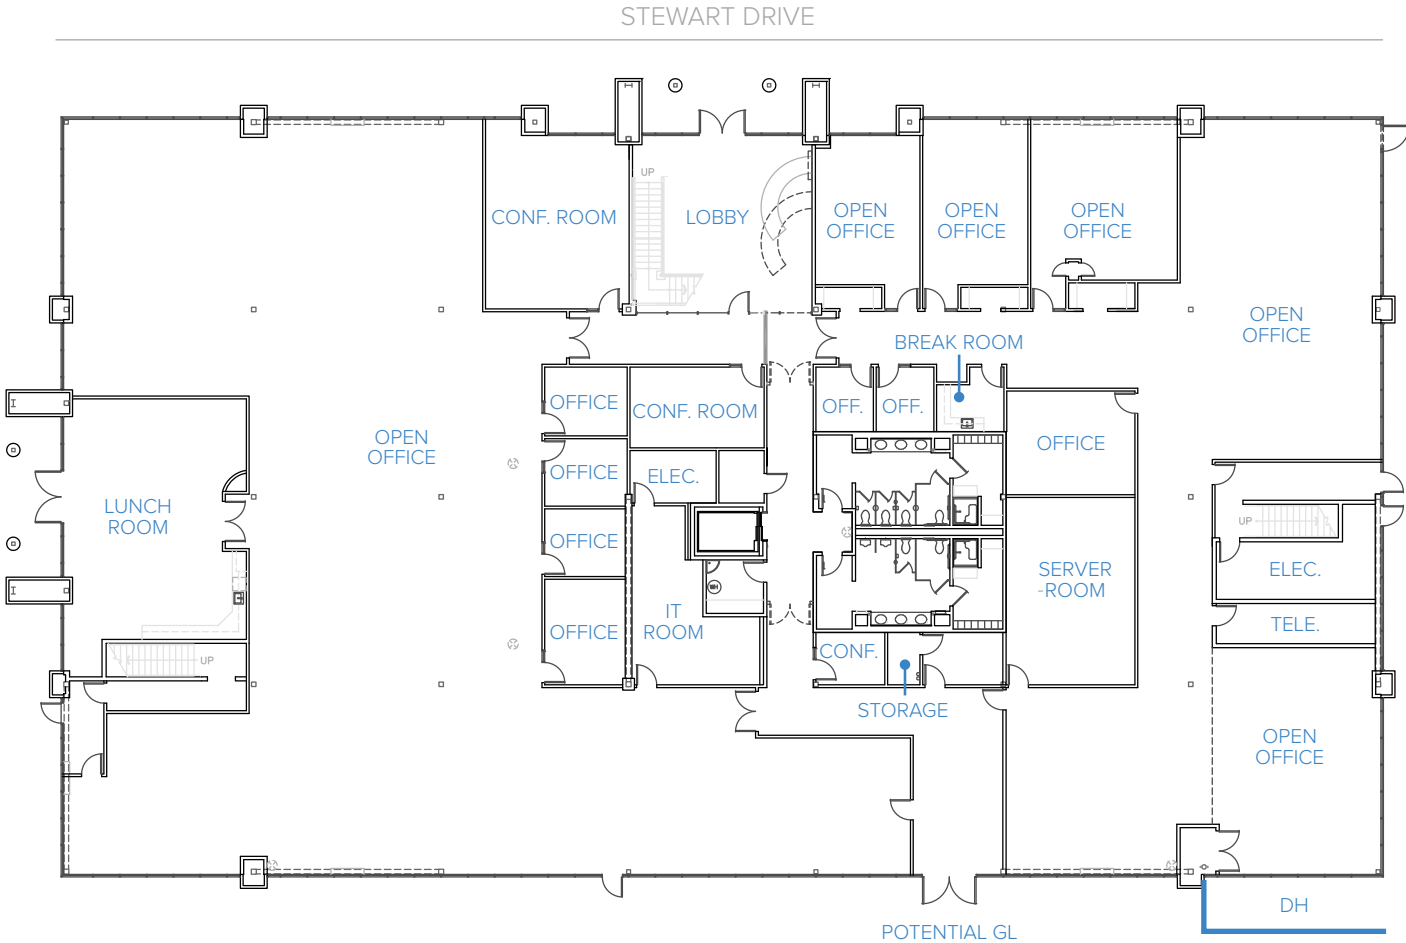 STEWART DRIVE
UP
CONF. ROOM
LOBBY
OPEN
OFFICE
OPEN
OFFICE
OPEN
OFFICE
OPEN
OFFICE
BREAK ROOM
OFFICE
CONF. ROOM
OFF.
OFF.
OPEN
OFFICE
OFFICE
OFFICE
ELEC.
LUNCH
ROOM
UP
OFFICE
SERVER
-ROOM
ELEC.
IT
ROOM
OFFICE
TELE.
CONF.
UP
STORAGE
OPEN
OFFICE
DH
POTENTIAL GL